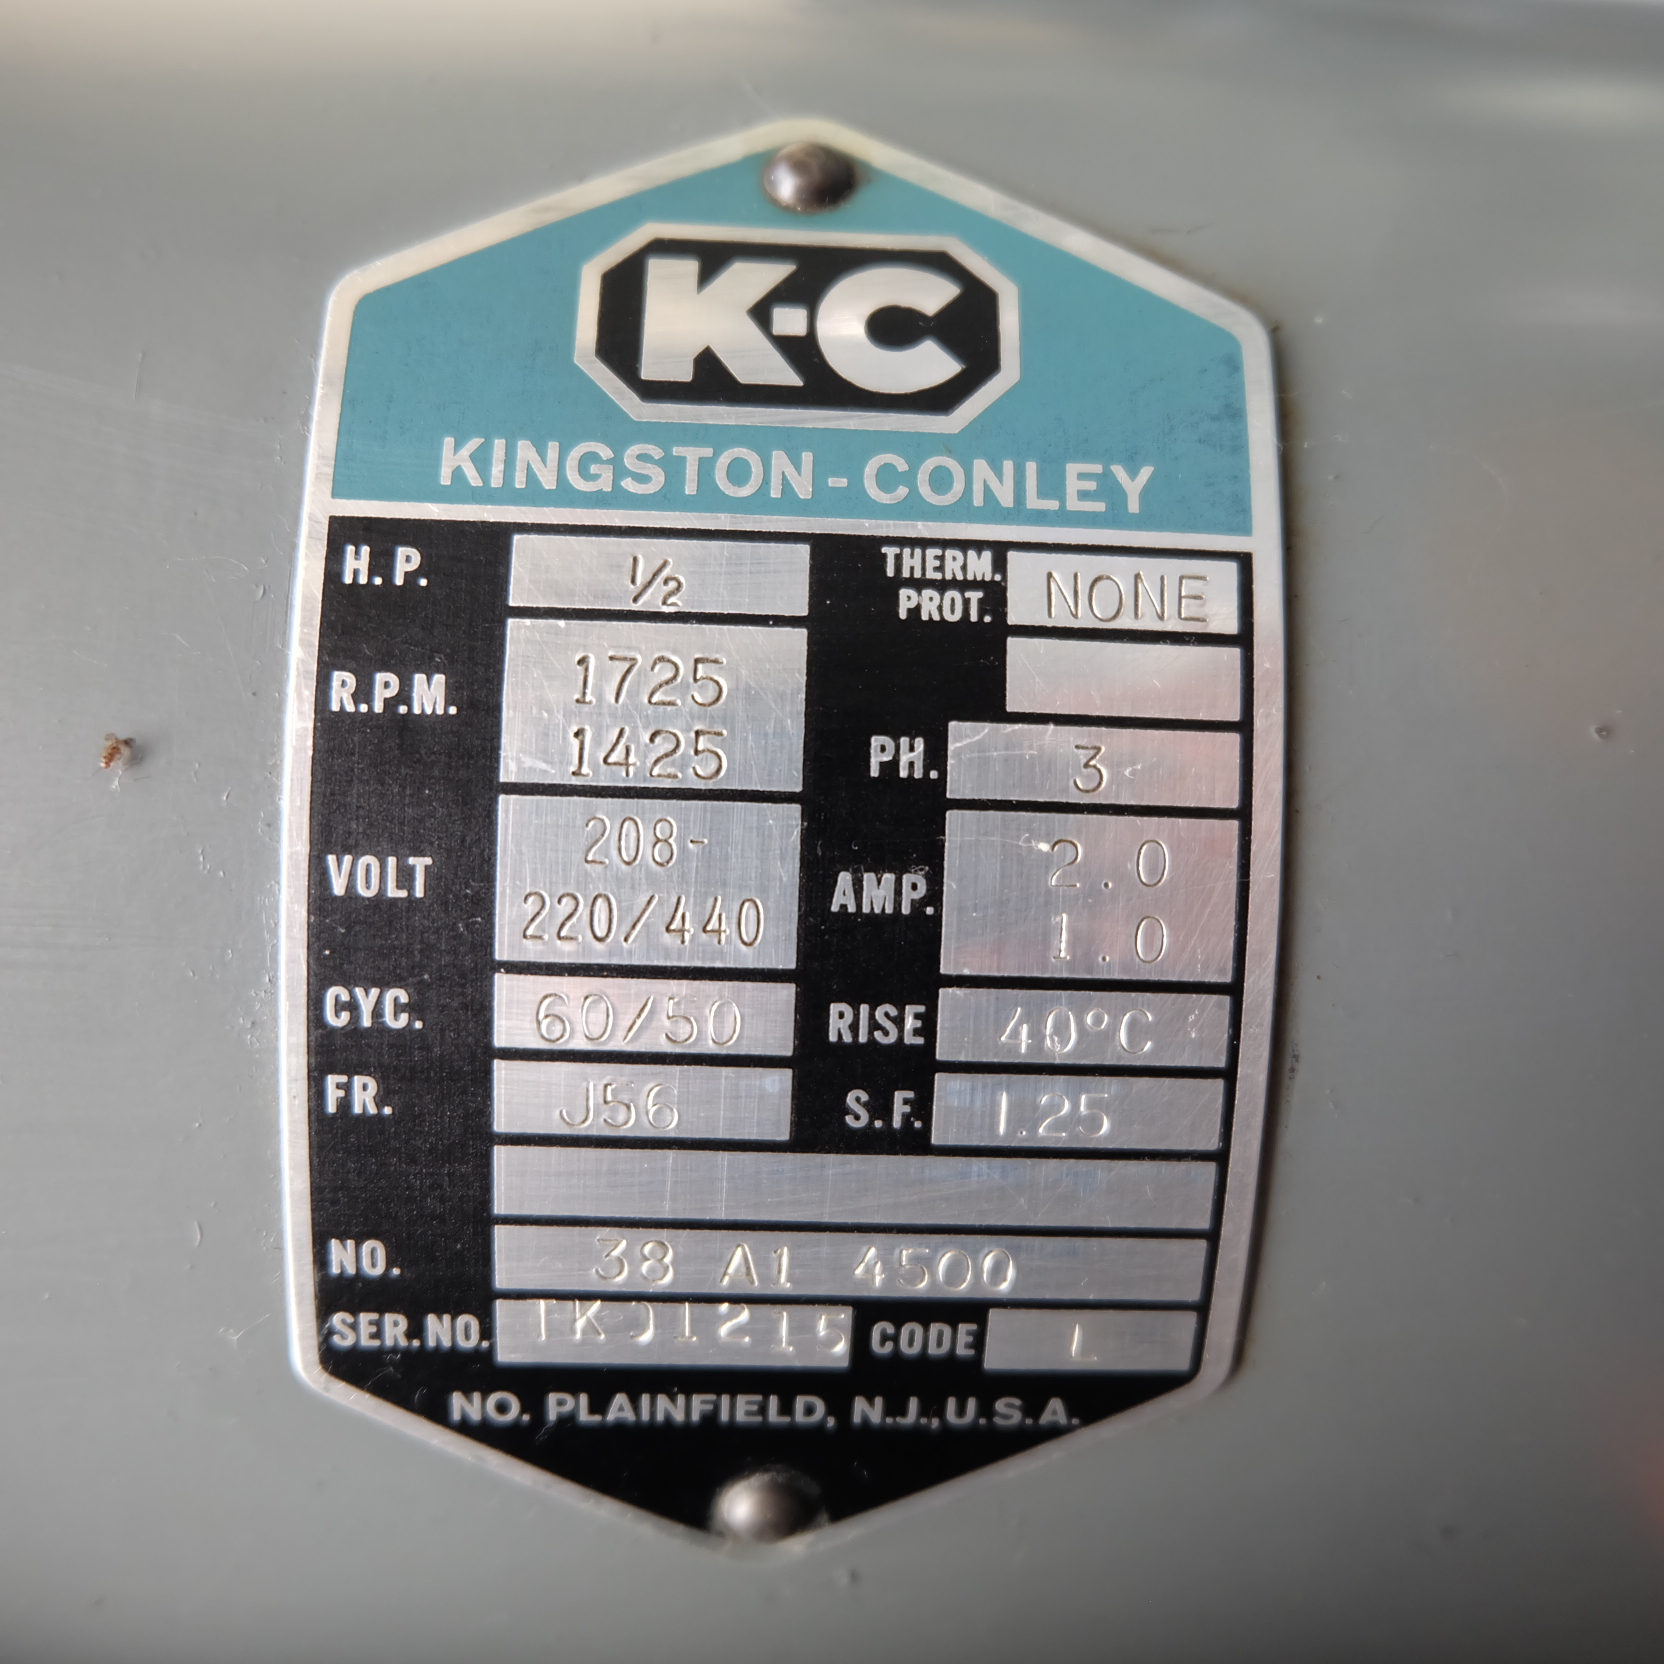 K-C
KINGSTON-CONLEY
H.P. 1/2 THERM. PROT. NONE
R.P.M. 1725
1425
PH. 3
VOLT 208-
220/440
AMP. 2.0
1.0
CYC. 60/50 RISE 40°C
FR. J56 S.F. 1.25
NO. 38 A1 4500
SER.NO. CODE L
NO. PLAINFIELD, N.J., U.S.A.